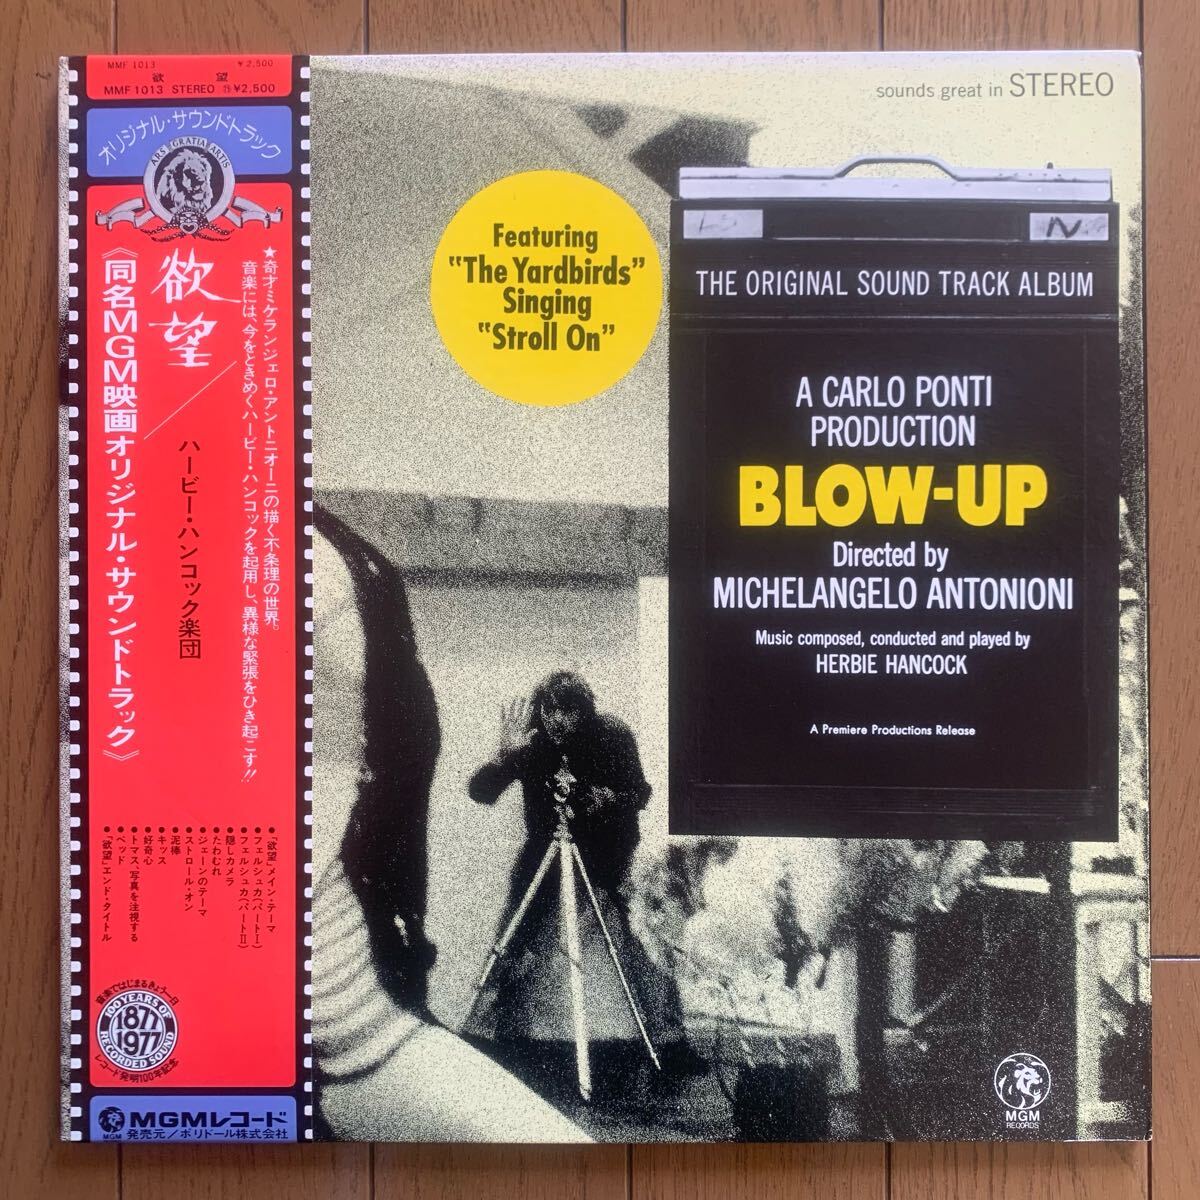 MMF 1013 ¥2,500
欲望
MMF 1013 STEREO ¥2,500
オリジナル・サウンドトラック
ARS GRATIA ARTIS
欲望/ハービー・ハンコック楽団
《同名MGM映画オリジナル・サウンドトラック》
★奇才ミケランジェロ・アントニオーニの描く不条理の世界。
音楽には、今をときめくハービー・ハンコックを起用し、異様な緊張をひき起こす!!
●「欲望」メイン・テーマ
●フェルシュカ(パートI)
●フェルシュカ(パートII)
●隠しカメラ
●たわむれ
●ジェーンのテーマ
●ストロール・オン
●泥棒
●キッス
●好奇心
●トマス、写真を注視する
●ベッド
●「欲望」エンド・タイトル
音楽ではじまるきょう一日
100 YEARS OF
1877
1977
RECORDED SOUND
レコード発明100年記念
MGM
MGMレコード
発売元/ポリドール株式会社
sounds great in STEREO
Featuring
"The Yardbirds"
Singing
"Stroll On"
THE ORIGINAL SOUND TRACK ALBUM
A CARLO PONTI
PRODUCTION
BLOW-UP
Directed by
MICHELANGELO ANTONIONI
Music composed, conducted and played by
HERBIE HANCOCK
A Premiere Productions Release
MGM
RECORDS